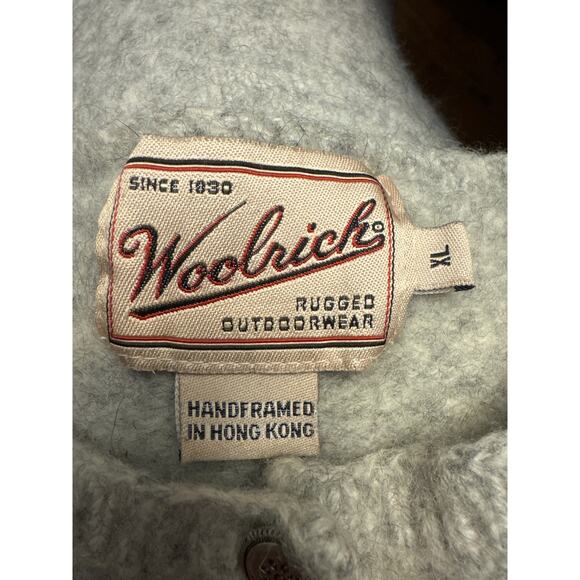 SINCE 1830
Woolrich
RUGGED
OUTDOORWEAR
XL
HANDFRAMED
IN HONG KONG